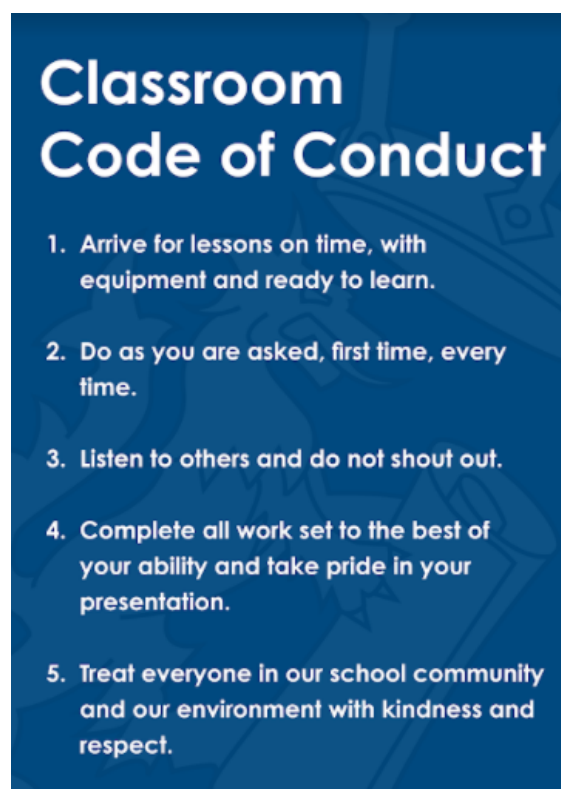 Classroom
Code of Conduct
1. Arrive for lessons on time, with
equipment and ready to learn.
2. Do as you are asked, first time, every
time.
3. Listen to others and do not shout out.
4. Complete all work set to the best of
your ability and take pride in your
presentation.
5. Treat everyone in our school community
and our environment with kindness and
respect.